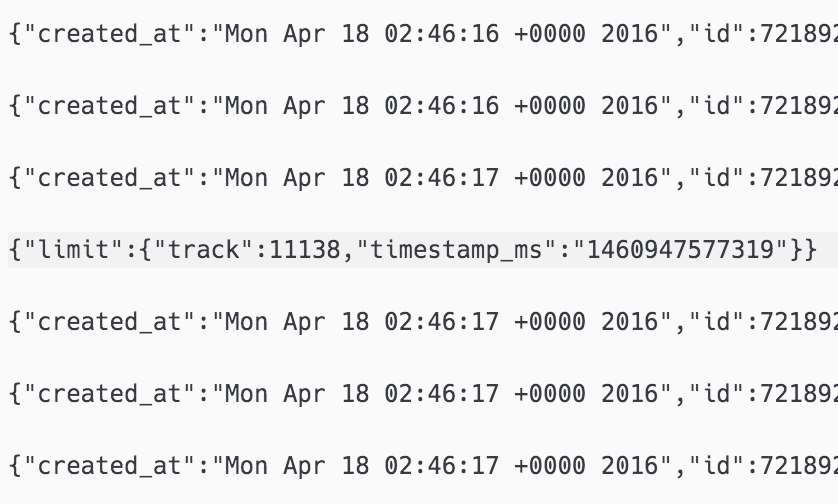 {"created_at":"Mon Apr 18 02:46:16 +0000 2016","id":721892
{"created_at":"Mon Apr 18 02:46:16 +0000 2016","id":721892
{"created_at":"Mon Apr 18 02:46:17 +0000 2016","id":721892
{"limit":{"track":11138,"timestamp_ms":"1460947577319"}}
{"created_at":"Mon Apr 18 02:46:17 +0000 2016","id":721892
{"created_at":"Mon Apr 18 02:46:17 +0000 2016","id":721892
{"created_at":"Mon Apr 18 02:46:17 +0000 2016","id":721892